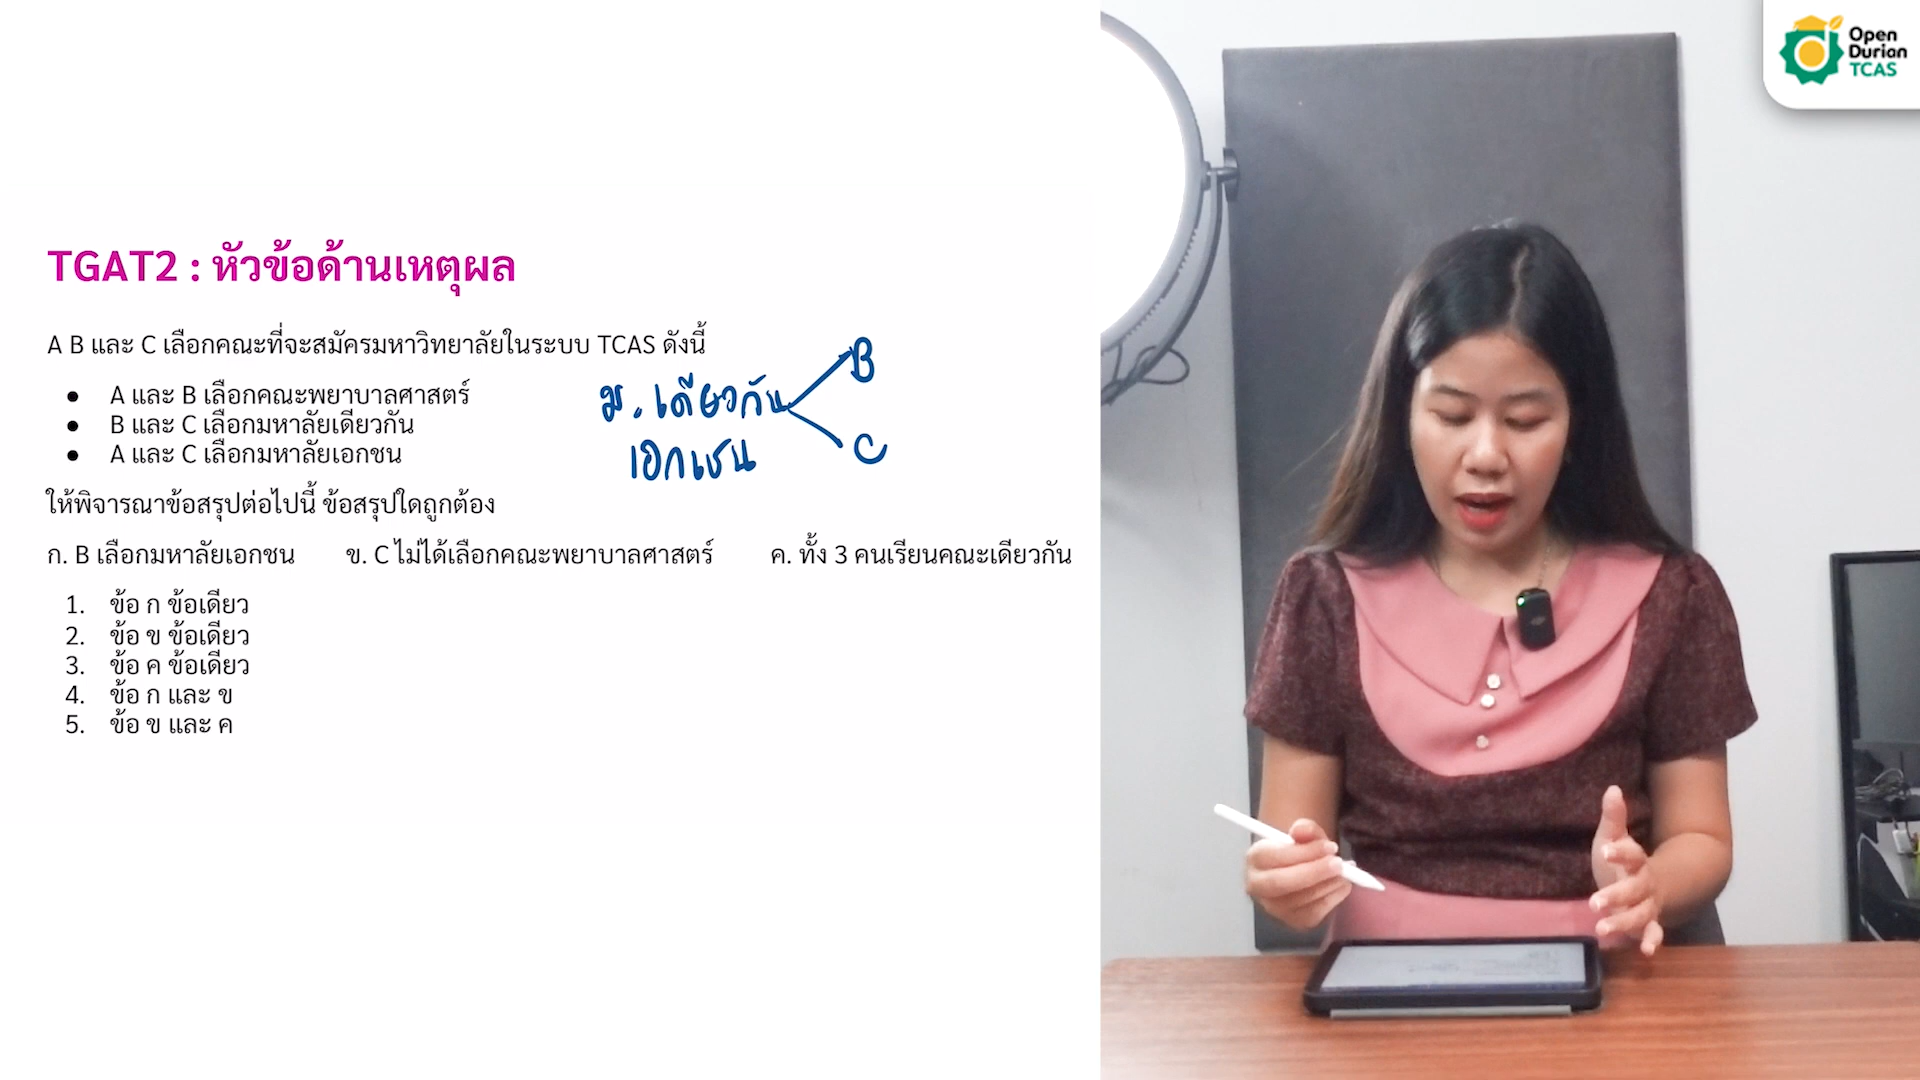 Open
Durian
TCAS
TGAT2 : หัวข้อด้านเหตุผล
A B และ C เลือกคณะที่จะสมัครมหาวิทยาลัยในระบบ TCAS ดังนี้
● A และ B เลือกคณะพยาบาลศาสตร์
● B และ C เลือกมหาลัยเดียวกัน
● A และ C เลือกมหาลัยเอกชน
ม. เดียวกัน B
เอกชน C
ให้พิจารณาข้อสรุปต่อไปนี้ ข้อสรุปใดถูกต้อง
ก. B เลือกมหาลัยเอกชน ข. C ไม่ได้เลือกคณะพยาบาลศาสตร์ ค. ทั้ง 3 คนเรียนคณะเดียวกัน
1. ข้อ ก ข้อเดียว
2. ข้อ ข ข้อเดียว
3. ข้อ ค ข้อเดียว
4. ข้อ ก และ ข
5. ข้อ ข และ ค